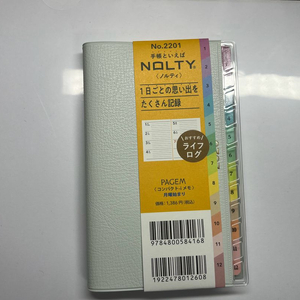 No.2201
手帳といえば
NOLTY
〈ノルティ〉
1日ごとの思い出を
たくさん記録
おすすめ
ライフ
ログ
PAGEM
(コンパクト/メモ)
月曜始まり
9784800584168
1922478012608